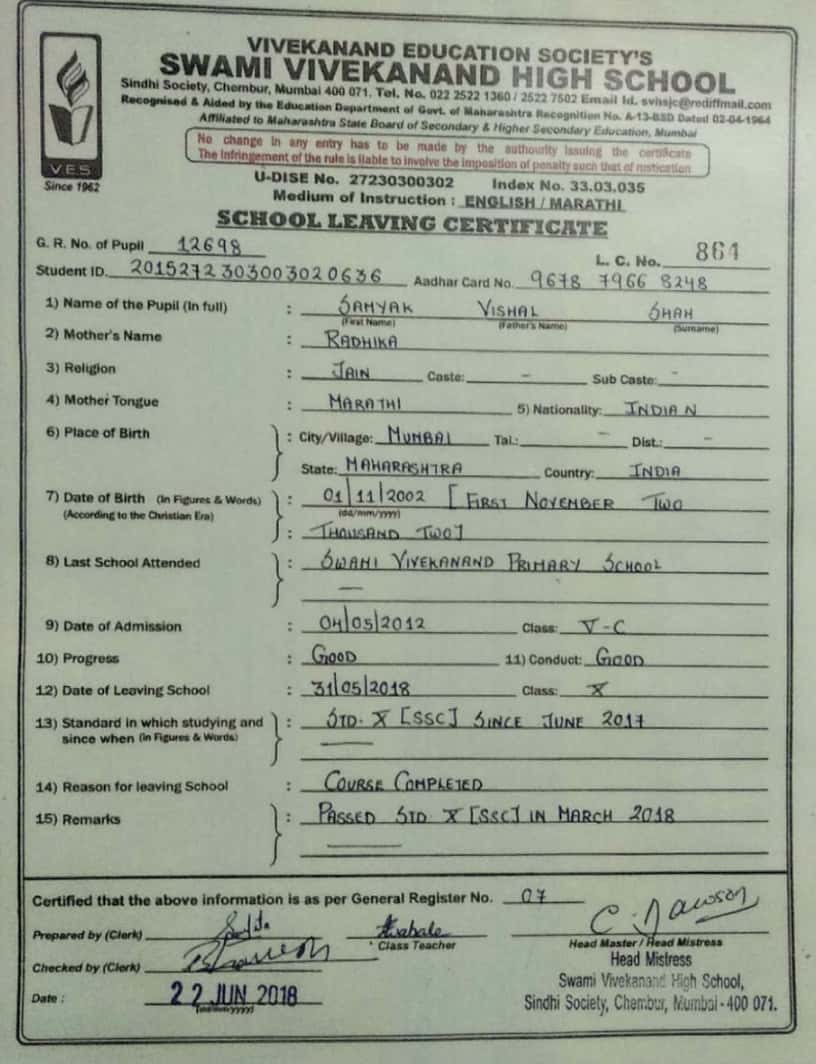 VIVEKANAND EDUCATION SOCIETY'S
SWAMI VIVEKANAND HIGH SCHOOL
Sindhi Society, Chembur, Mumbai 400 071. Tel. No. 022 2522 1360 / 2522 7502 Email Id. svhsjc@rediffmail.com
Recognised & Aided by the Education Department of Govt. of Maharashtra Recognition No. A-13-BSD Dated 02-04-1964
Affiliated to Maharashtra State Board of Secondary & Higher Secondary Education, Mumbai
No change in any entry has to be made by the authourity issuing the certificate
The Infringement of the rule is liable to involve the imposition of penalty such that of rustication
V.E.S
Since 1962
U-DISE No. 27230300302 Index No. 33.03.035
Medium of Instruction : ENGLISH / MARATHI
SCHOOL LEAVING CERTIFICATE
G. R. No. of Pupil 12698 L. C. No. 864
Student ID. 2015272303003020636 Aadhar Card No. 9678 7966 8248
1) Name of the Pupil (In full) : SAMYAK VISHAL SHAH
(First Name) (Father's Name) (Surname)
2) Mother's Name : RADHIKA
3) Religion : JAIN Caste: - Sub Caste: -
4) Mother Tongue : MARATHI 5) Nationality: INDIAN
6) Place of Birth : City/Village: MUMBAI Tal.: - Dist.: -
State: MAHARASHTRA Country: INDIA
7) Date of Birth (In Figures & Words) : 01/11/2002 [FIRST NOVEMBER TWO
(According to the Christian Era) (dd/mm/yyyy)
: THOUSAND TWO]
8) Last School Attended : SWAMI VIVEKANAND PRIMARY SCHOOL
9) Date of Admission : 04/05/2012 Class: V-C
10) Progress : GOOD 11) Conduct: GOOD
12) Date of Leaving School : 31/05/2018 Class: X
13) Standard in which studying and : STD. X [SSC] SINCE JUNE 2017
since when (In Figures & Words)
14) Reason for leaving School : COURSE COMPLETED
15) Remarks : PASSED STD X [SSC] IN MARCH 2018
Certified that the above information is as per General Register No. 07
C. Dawson
Prepared by (Clerk)
Class Teacher
Head Master / Head Mistress
Checked by (Clerk)
Head Mistress
Swami Vivekanand High School,
Sindhi Society, Chembur, Mumbai - 400 071.
Date : 22 JUN 2018
(dd/mm/yyyy)